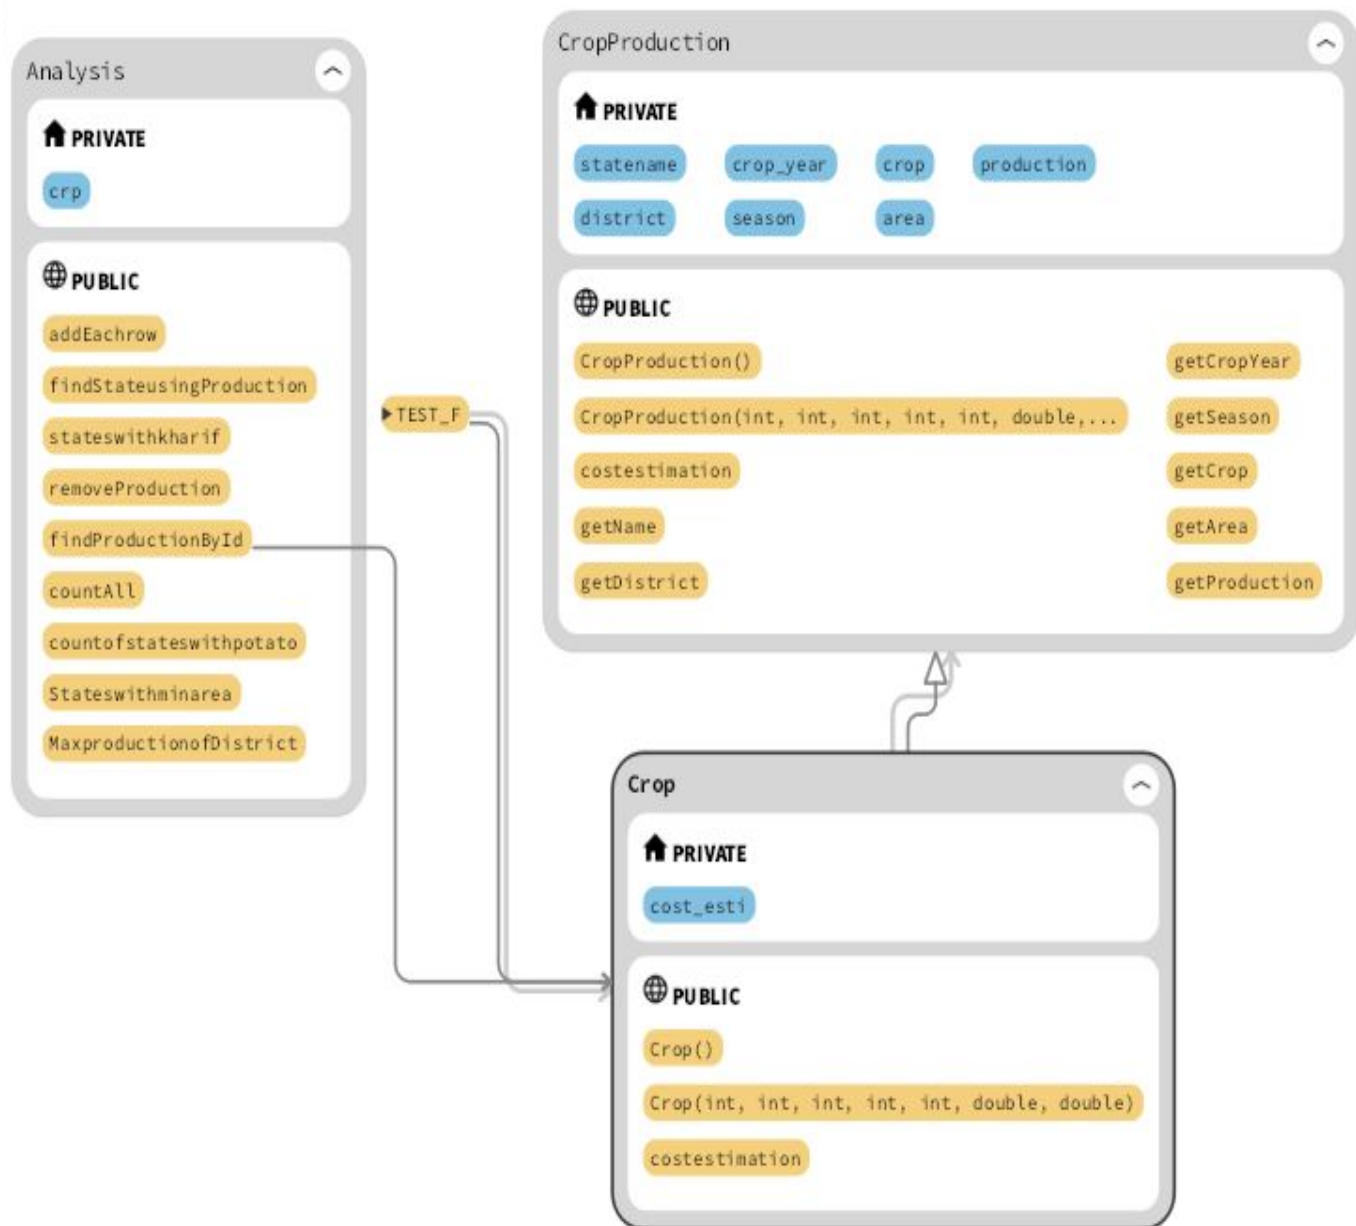 Analysis
PRIVATE
crp
PUBLIC
addEachrow
findStateusingProduction
stateswithkharif
removeProduction
findProductionById
countAll
countofstateswithpotato
Stateswithminarea
MaxproductionofDistrict
TEST_F
CropProduction
PRIVATE
statename crop_year crop production
district season area
PUBLIC
CropProduction() getCropYear
CropProduction(int, int, int, int, int, double,... getSeason
costestimation getCrop
getName getArea
getDistrict getProduction
Crop
PRIVATE
cost_esti
PUBLIC
Crop()
Crop(int, int, int, int, int, double, double)
costestimation